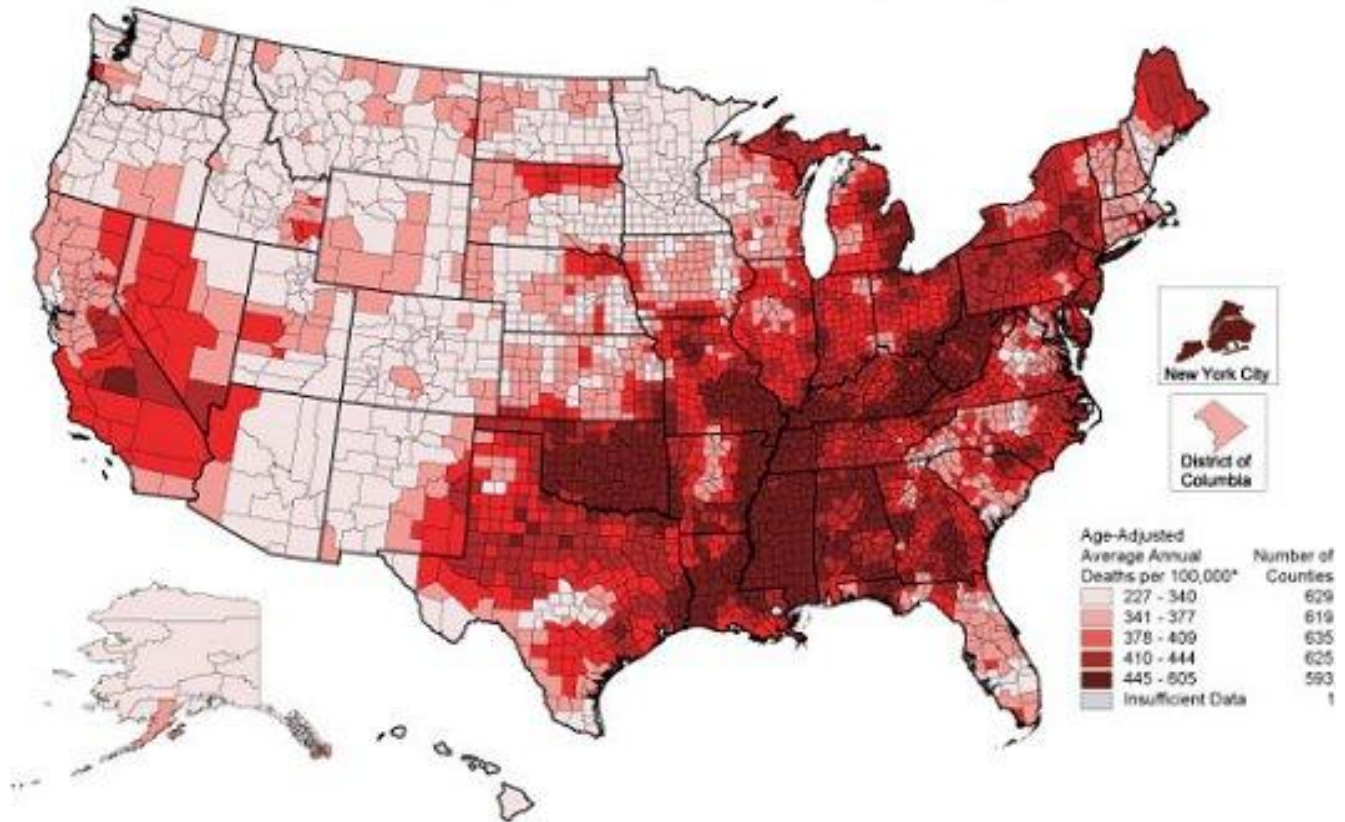 New York City
District of
Columbia
Age-Adjusted
Average Annual Number of
Deaths per 100,000* Counties
227 - 340 629
341 - 377 619
378 - 409 635
410 - 444 625
445 - 605 593
Insufficient Data 1